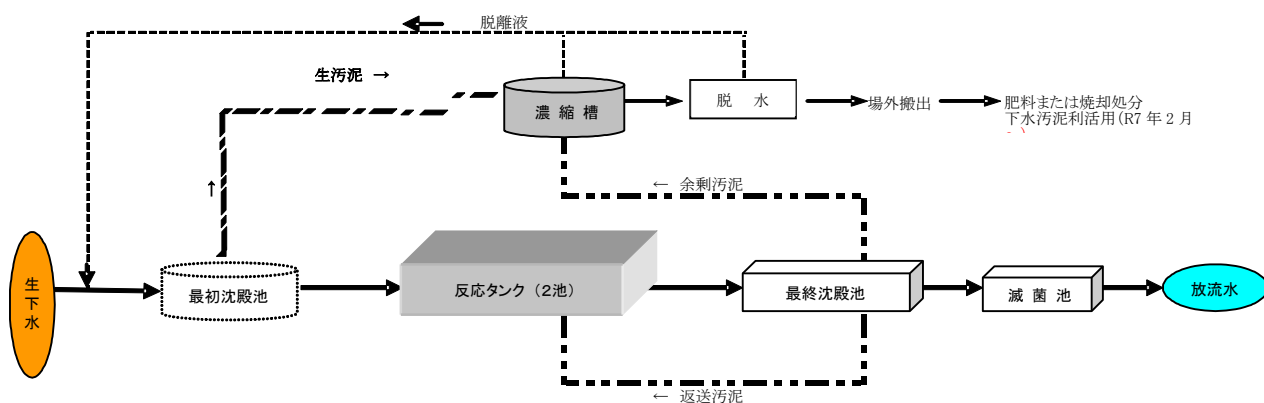 脱離液
←
生汚泥 →
濃 縮 槽
脱 水
場外搬出
肥料または焼却処分
下水汚泥利活用(R7 年 2 月
← 余剰汚泥
→
生下水
最初沈殿池
反応タンク（2池）
最終沈殿池
滅 菌 池
放流水
← 返送汚泥